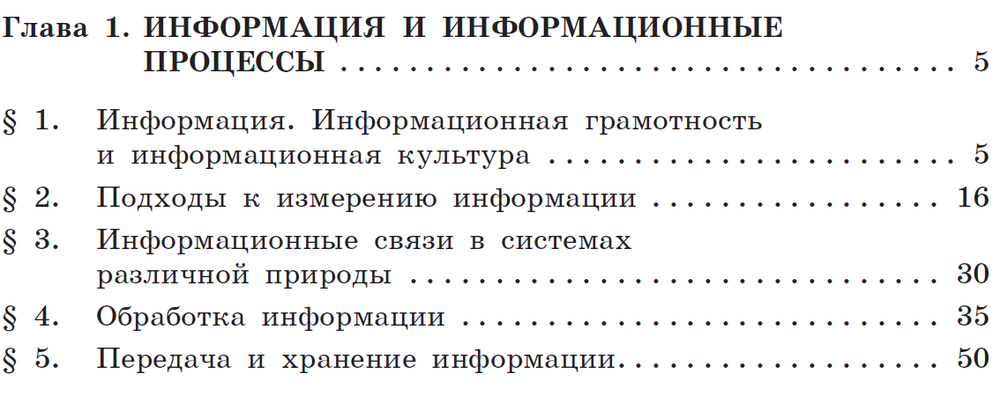 Глава 1. ИНФОРМАЦИЯ И ИНФОРМАЦИОННЫЕ
ПРОЦЕССЫ . . . . . . . . . . . . . . . . . . . . . . . . . . . . . . . . . . . . 5
§ 1. Информация. Информационная грамотность
и информационная культура . . . . . . . . . . . . . . . . . . . . . . . . 5
§ 2. Подходы к измерению информации . . . . . . . . . . . . . . . . . 16
§ 3. Информационные связи в системах
различной природы . . . . . . . . . . . . . . . . . . . . . . . . . . . . . . . 30
§ 4. Обработка информации . . . . . . . . . . . . . . . . . . . . . . . . . . . . 35
§ 5. Передача и хранение информации. . . . . . . . . . . . . . . . . . . 50